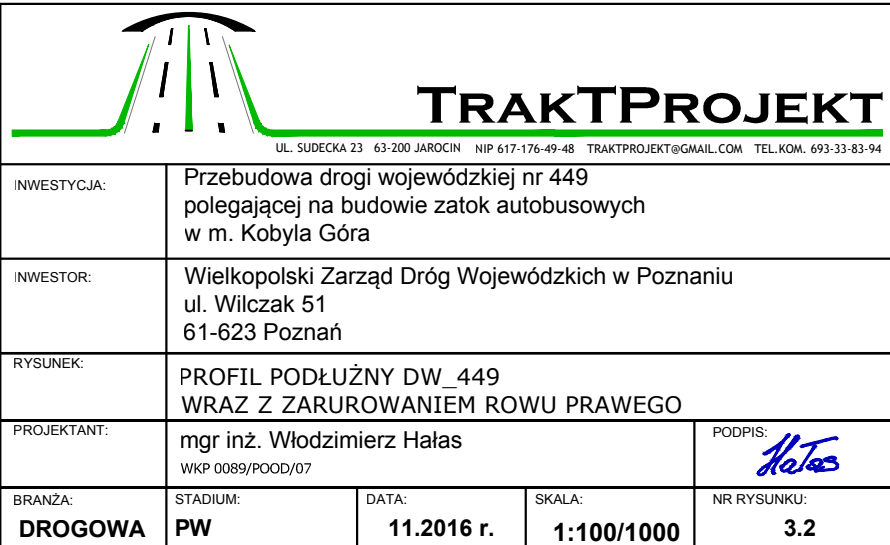 TRAKTPROJEKT
UL. SUDECKA 23 63-200 JAROCIN NIP 617-176-49-48 TRAKTPROJEKT@GMAIL.COM TEL.KOM. 693-33-83-94
INWESTYCJA:
Przebudowa drogi wojewódzkiej nr 449
polegającej na budowie zatok autobusowych
w m. Kobyla Góra
INWESTOR:
Wielkopolski Zarząd Dróg Wojewódzkich w Poznaniu
ul. Wilczak 51
61-623 Poznań
RYSUNEK:
PROFIL PODŁUŻNY DW_449
WRAZ Z ZARUROWANIEM ROWU PRAWEGO
PROJEKTANT:
mgr inż. Włodzimierz Hałas
WKP 0089/POOD/07
PODPIS:
Hałas
BRANŻA: STADIUM: DATA: SKALA: NR RYSUNKU:
DROGOWA PW 11.2016 r. 1:100/1000 3.2